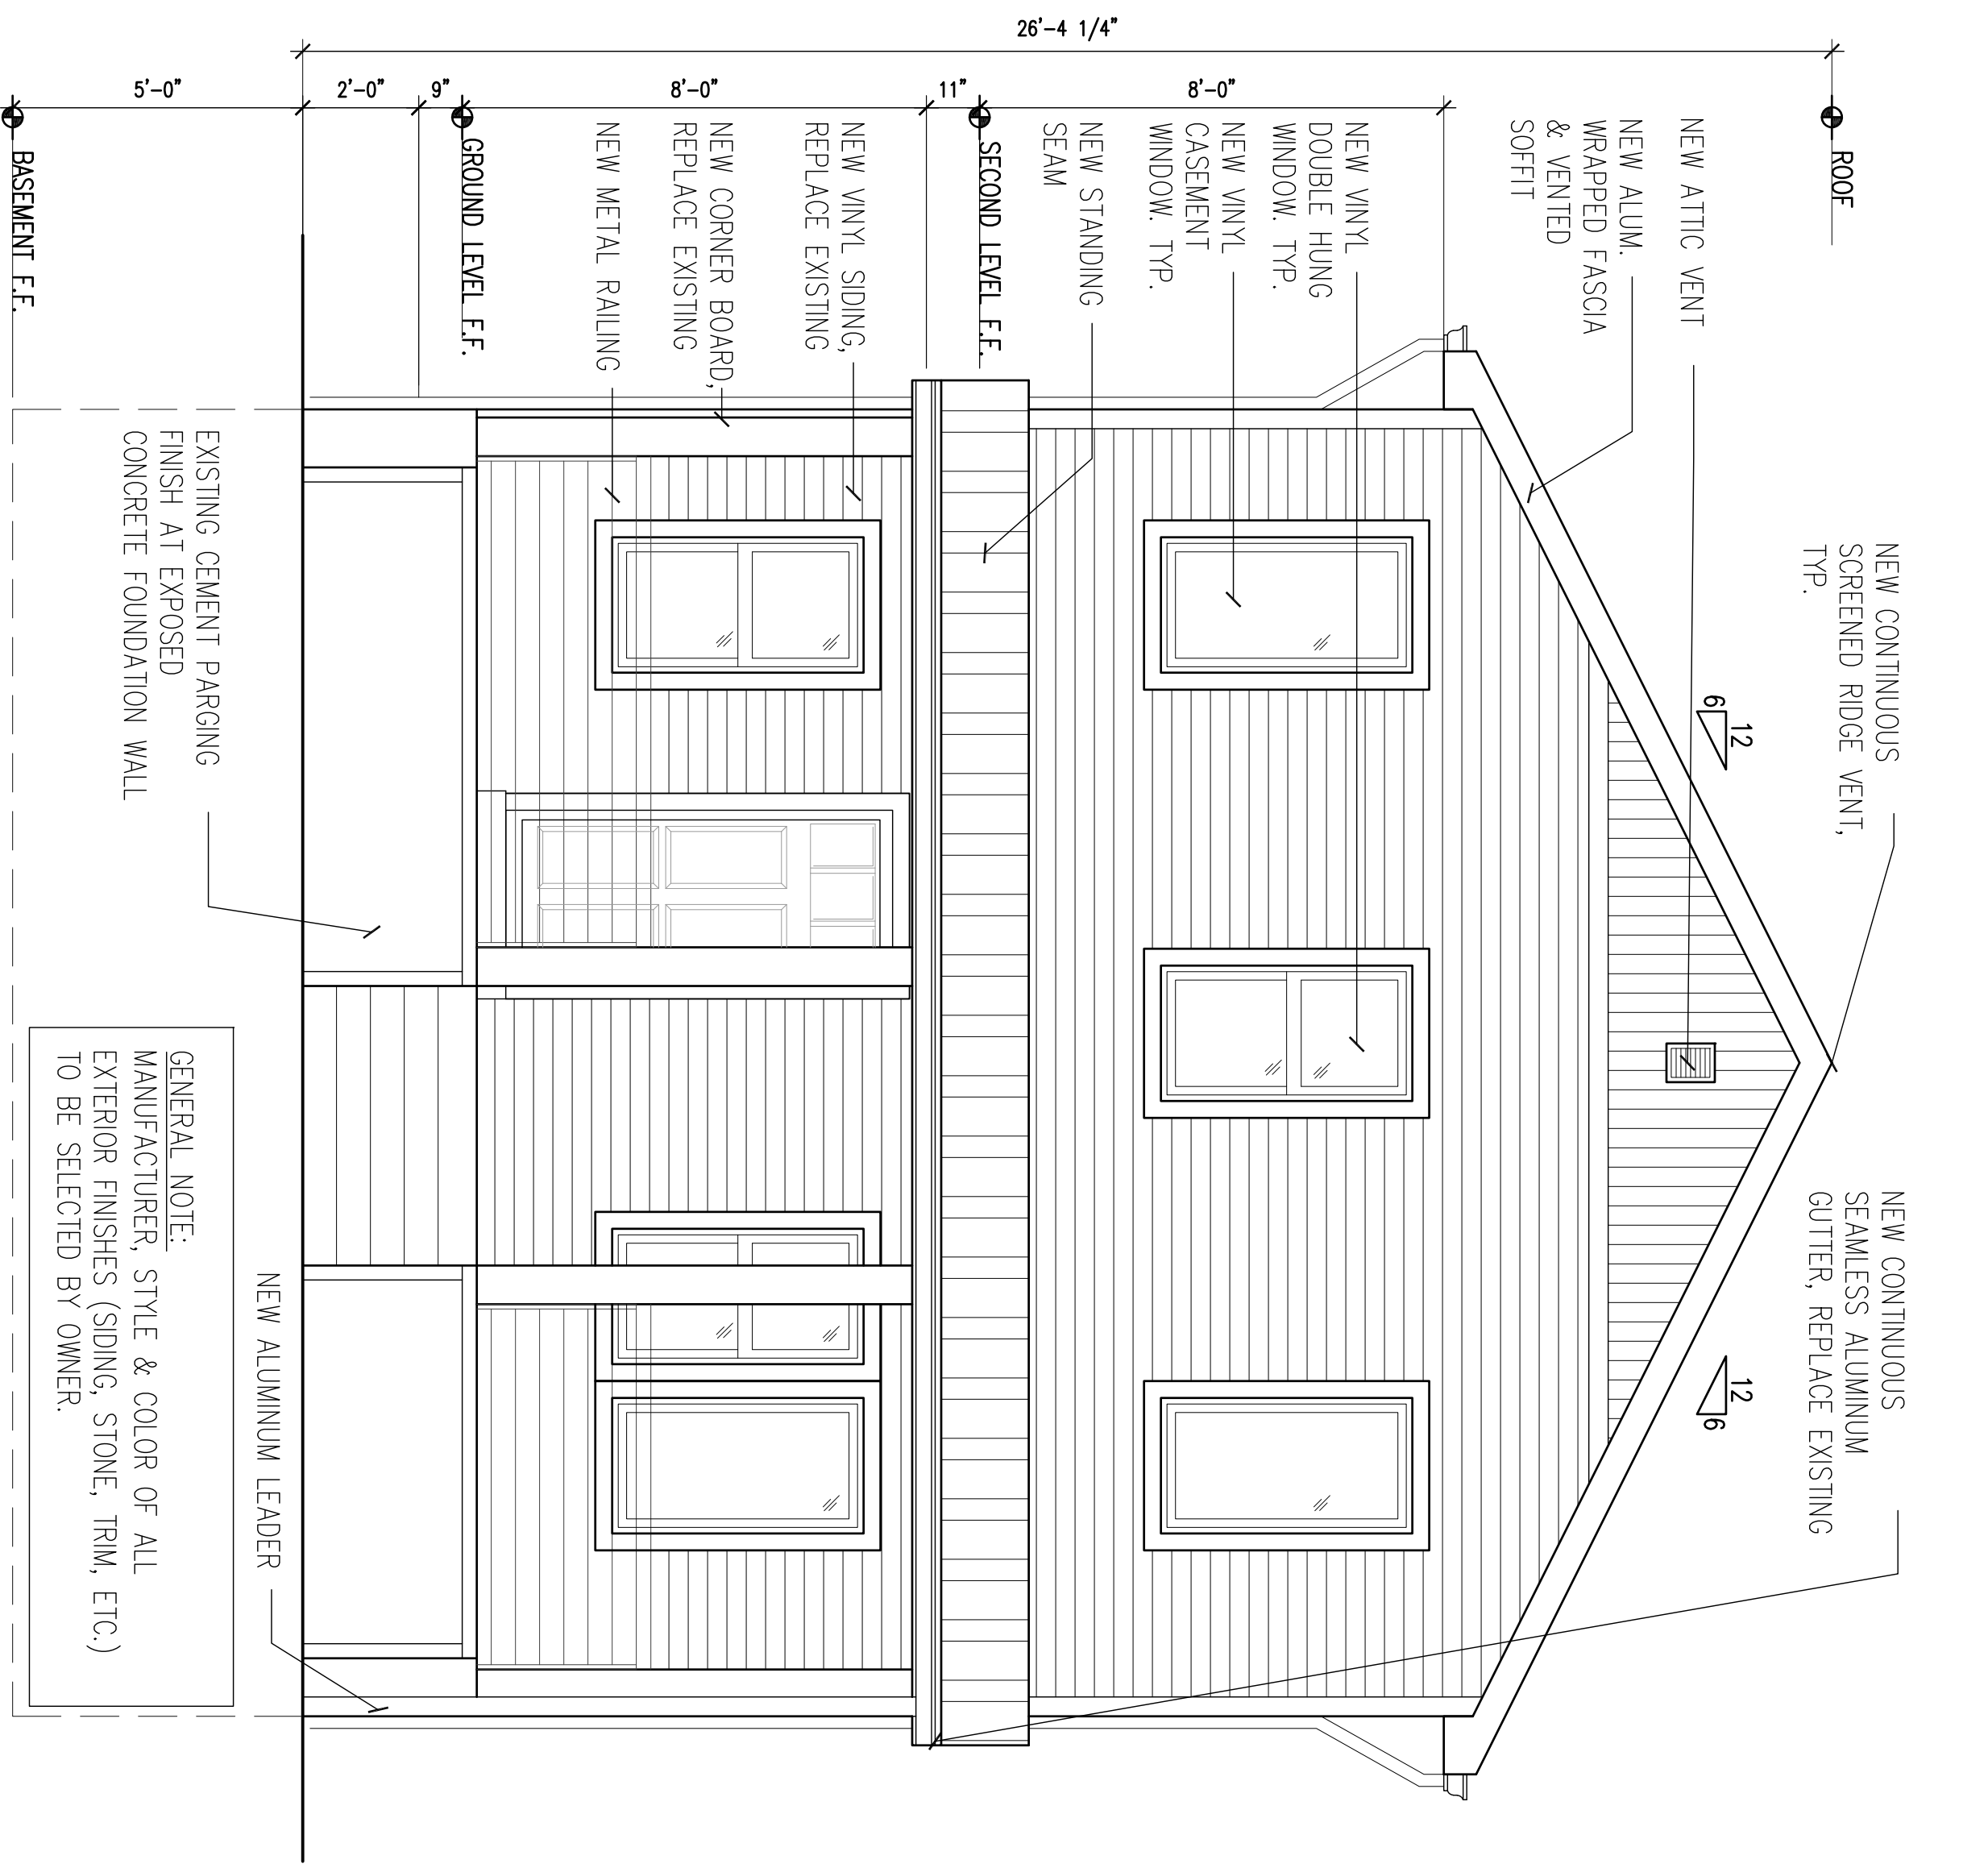 ROOF
NEW ATTIC VENT
NEW ALUM.
WRAPPED FASCIA
& VENTED
SOFFIT
NEW VINYL
DOUBLE HUNG
WINDOW. TYP.
NEW VINYL
CASEMENT
WINDOW. TYP.
NEW STANDING
SEAM
SECOND LEVEL F.F.
NEW VINYL SIDING,
REPLACE EXISTING
NEW CORNER BOARD,
REPLACE EXISTING
NEW METAL RAILING
GROUND LEVEL F.F.
BASEMENT F.F.
26'-4 1/4"
8'-0"
11"
8'-0"
9"
2'-0"
5'-0"
NEW CONTINUOUS
SCREENED RIDGE VENT,
TYP.
12
6
NEW CONTINUOUS
SEAMLESS ALUMINUM
GUTTER, REPLACE EXISTING
12
6
EXISTING CEMENT PARGING
FINISH AT EXPOSED
CONCRETE FOUNDATION WALL
NEW ALUMINUM LEADER
GENERAL NOTE:
MANUFACTURER, STYLE & COLOR OF ALL
EXTERIOR FINISHES (SIDING, STONE, TRIM, ETC.)
TO BE SELECTED BY OWNER.